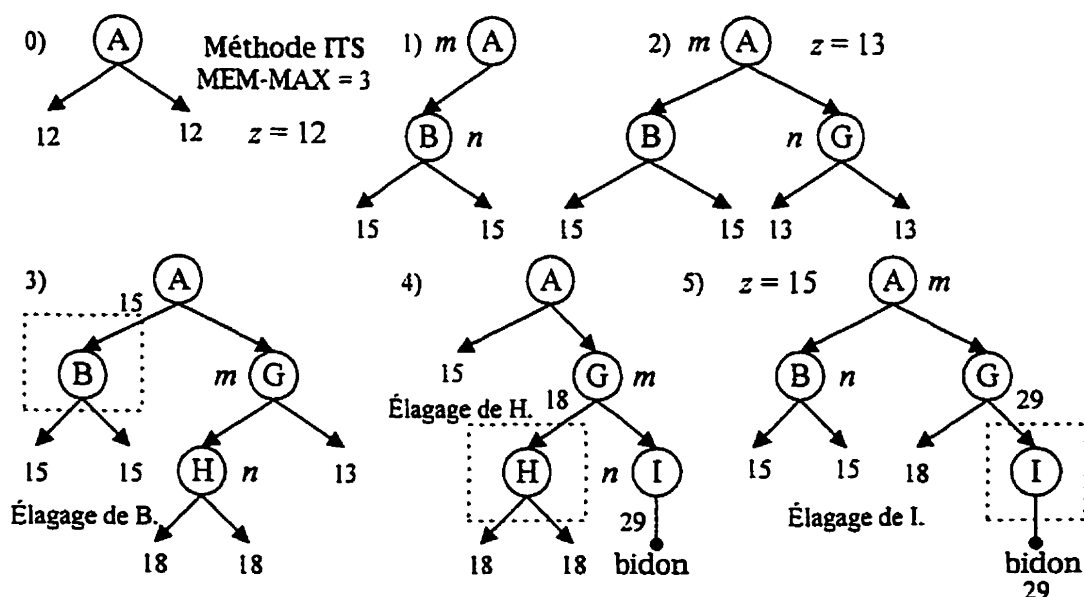 0) A
Méthode ITS
MEM-MAX = 3
12 12 z = 12
1) m A
B n
15 15
2) m A z = 13
B n G
15 15 13 13
3) A
15
B m G
15 15 H n 13
Élagage de B.
18 18
4) A
15 G m
Élagage de H. 18
H n I
29
18 18 bidon
5) z = 15 A m
B n G
29
15 15 18 I
Élagage de I.
bidon
29